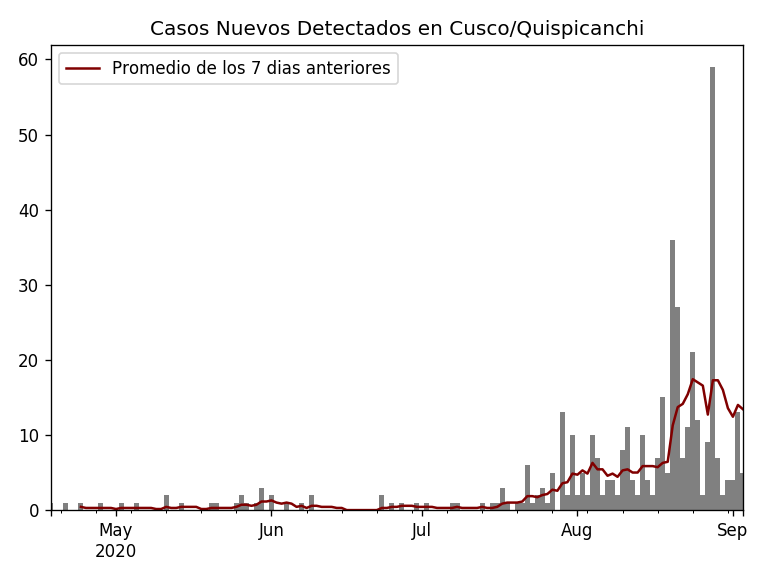 Casos Nuevos Detectados en Cusco/Quispicanchi
Promedio de los 7 dias anteriores
60
50
40
30
20
10
0
May Jun Jul Aug Sep
2020